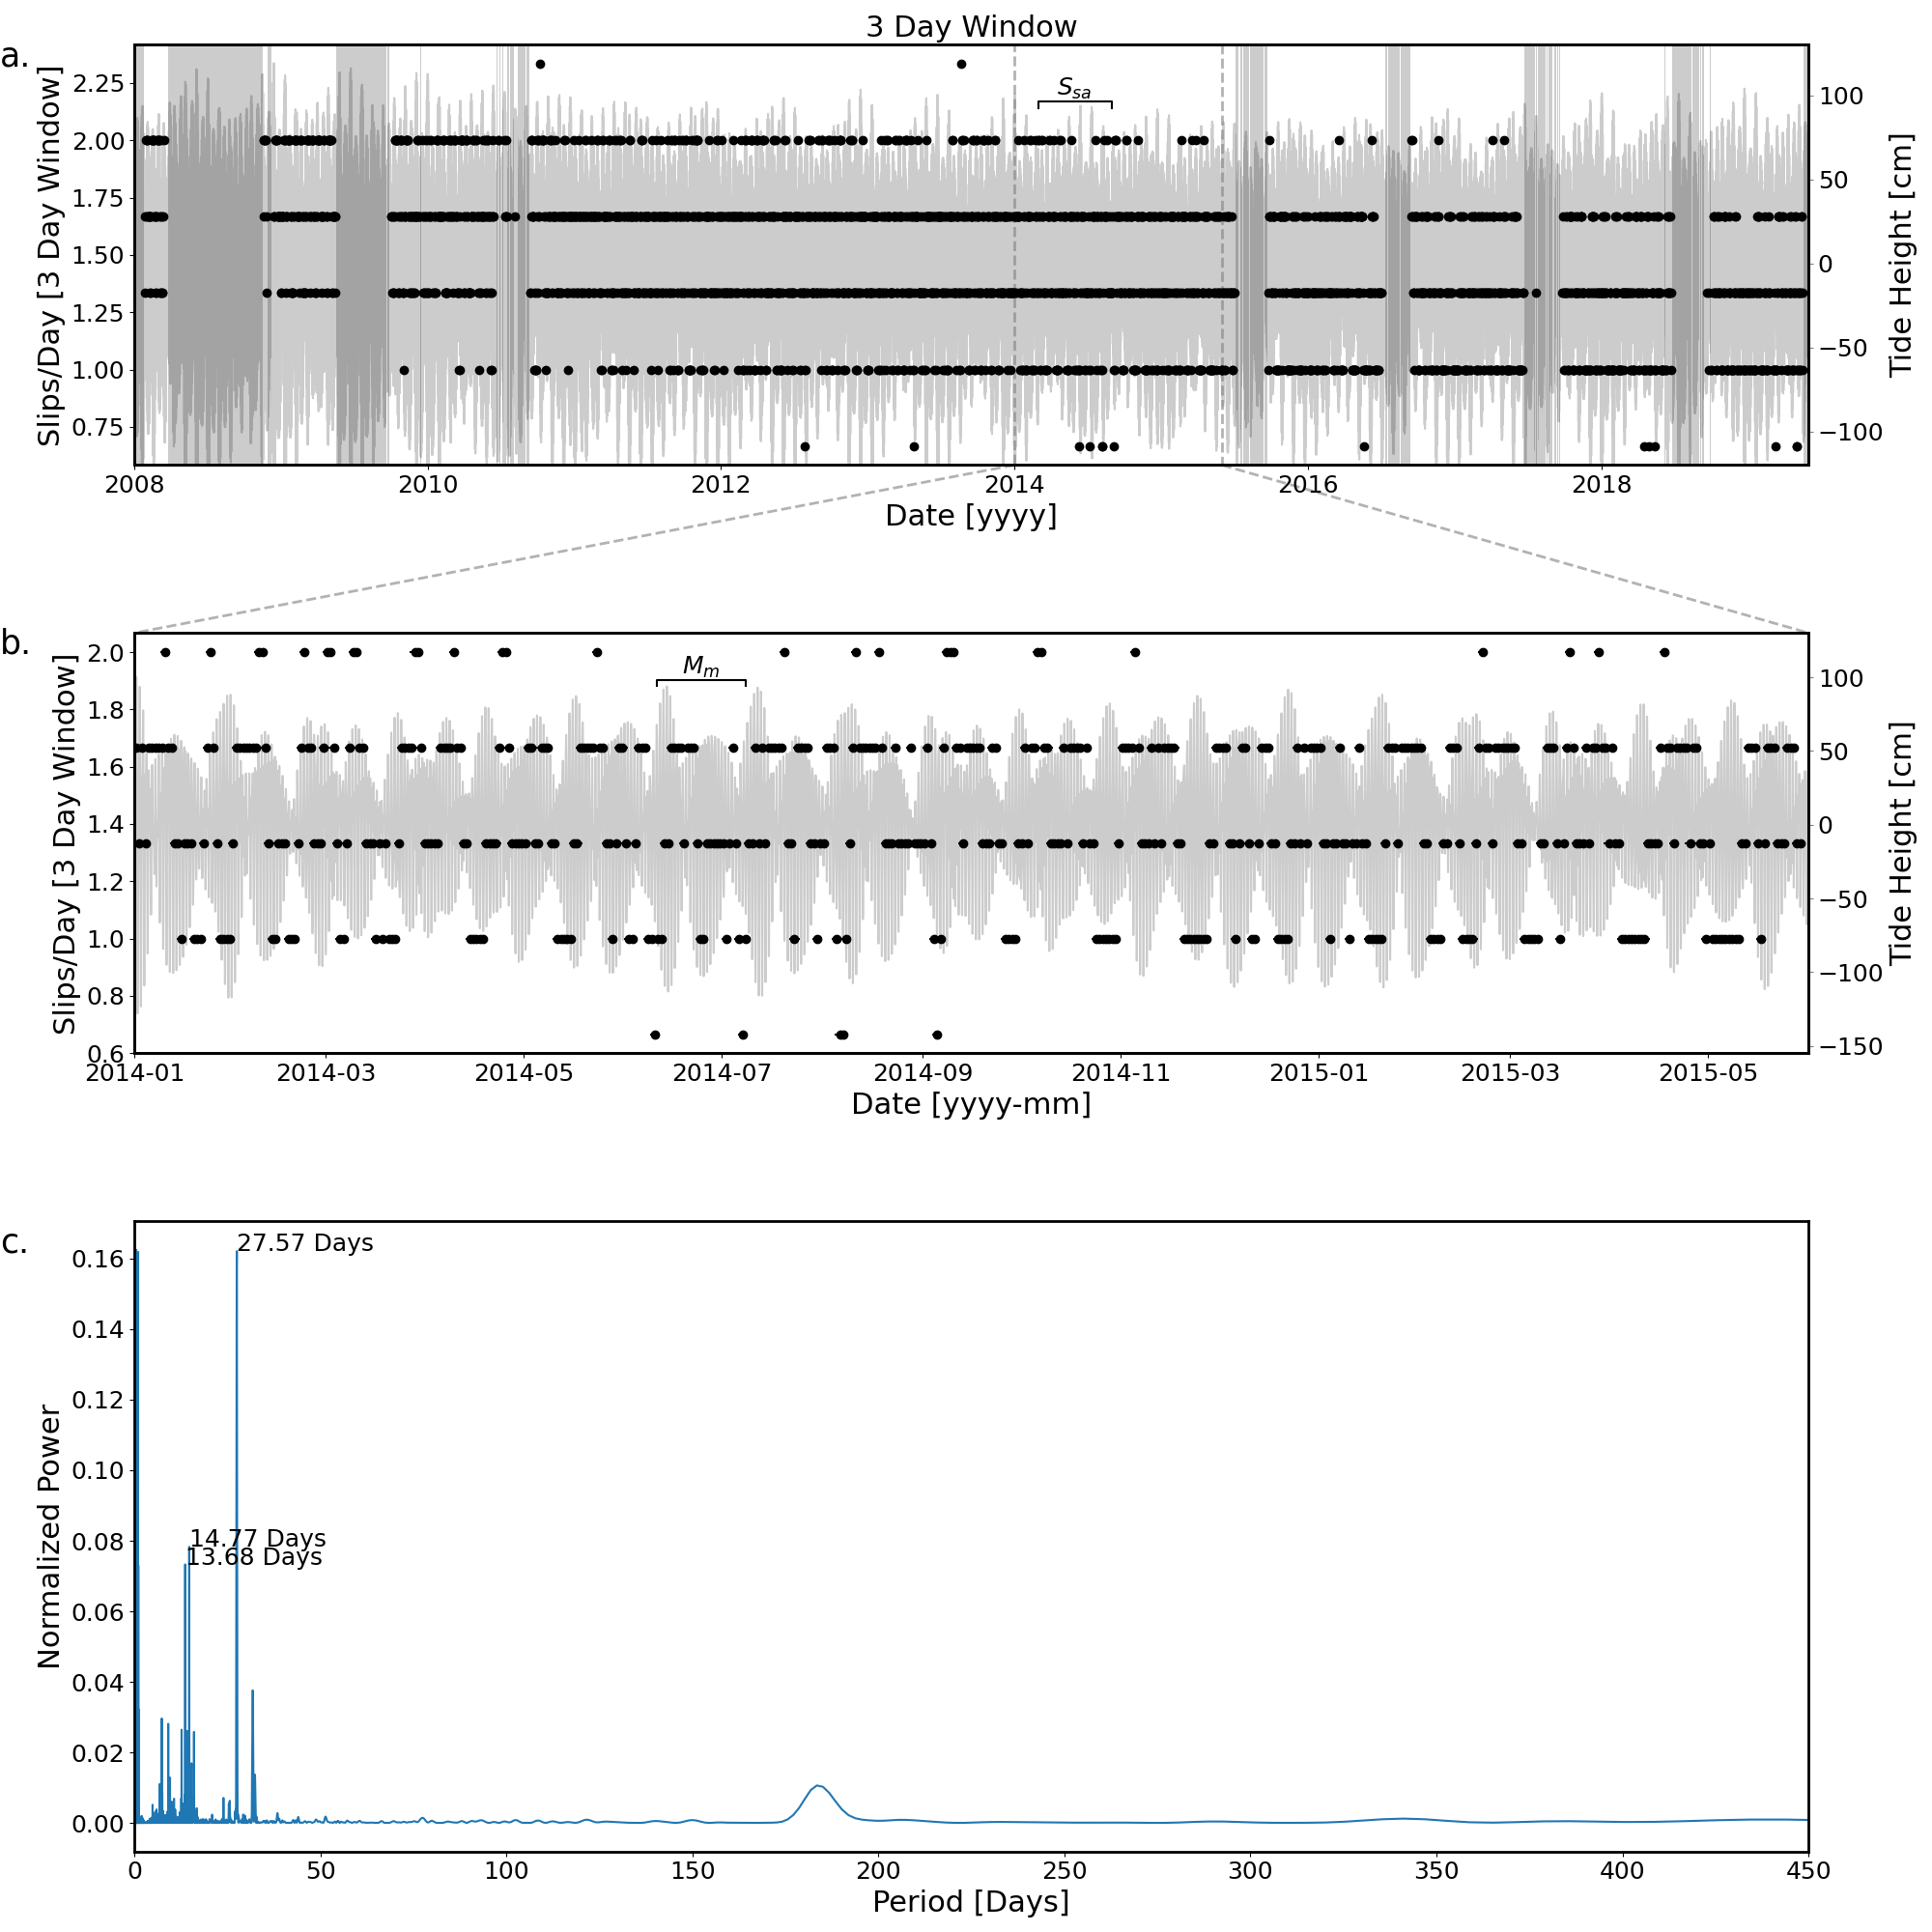 3 Day Window
a.
Slips/Day [3 Day Window]
2.25
2.00
1.75
1.50
1.25
1.00
0.75
S_sa
100
50
0
−50
−100
Tide Height [cm]
2008 2010 2012 2014 2016 2018
Date [yyyy]
b.
Slips/Day [3 Day Window]
2.0
1.8
1.6
1.4
1.2
1.0
0.8
0.6
M_m
100
50
0
−50
−100
−150
Tide Height [cm]
2014-01 2014-03 2014-05 2014-07 2014-09 2014-11 2015-01 2015-03 2015-05
Date [yyyy-mm]
c.
Normalized Power
0.16
0.14
0.12
0.10
0.08
0.06
0.04
0.02
0.00
27.57 Days
14.77 Days
13.68 Days
0 50 100 150 200 250 300 350 400 450
Period [Days]